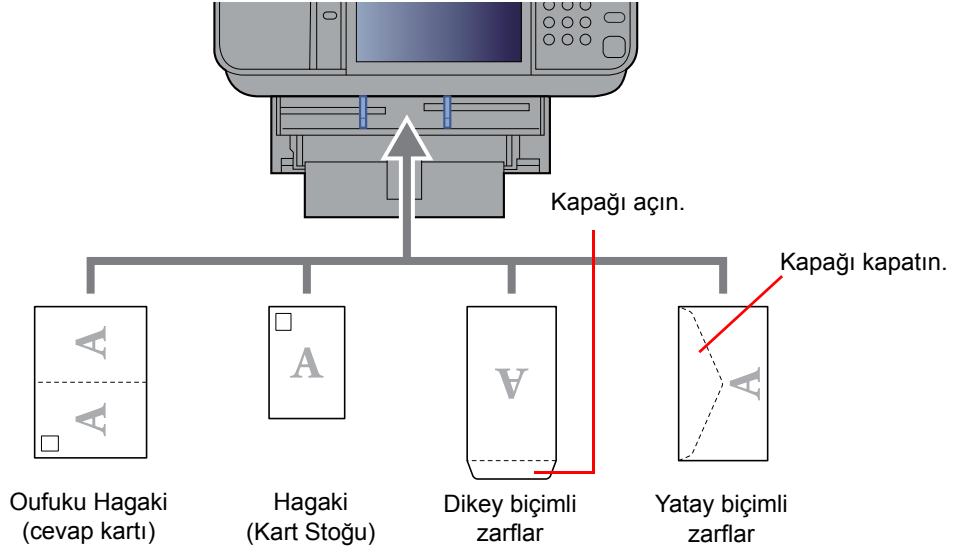 Kapağı açın.
Kapağı kapatın.
A
A
A
A
A
Oufuku Hagaki
(cevap kartı)
Hagaki
(Kart Stoğu)
Dikey biçimli
zarflar
Yatay biçimli
zarflar